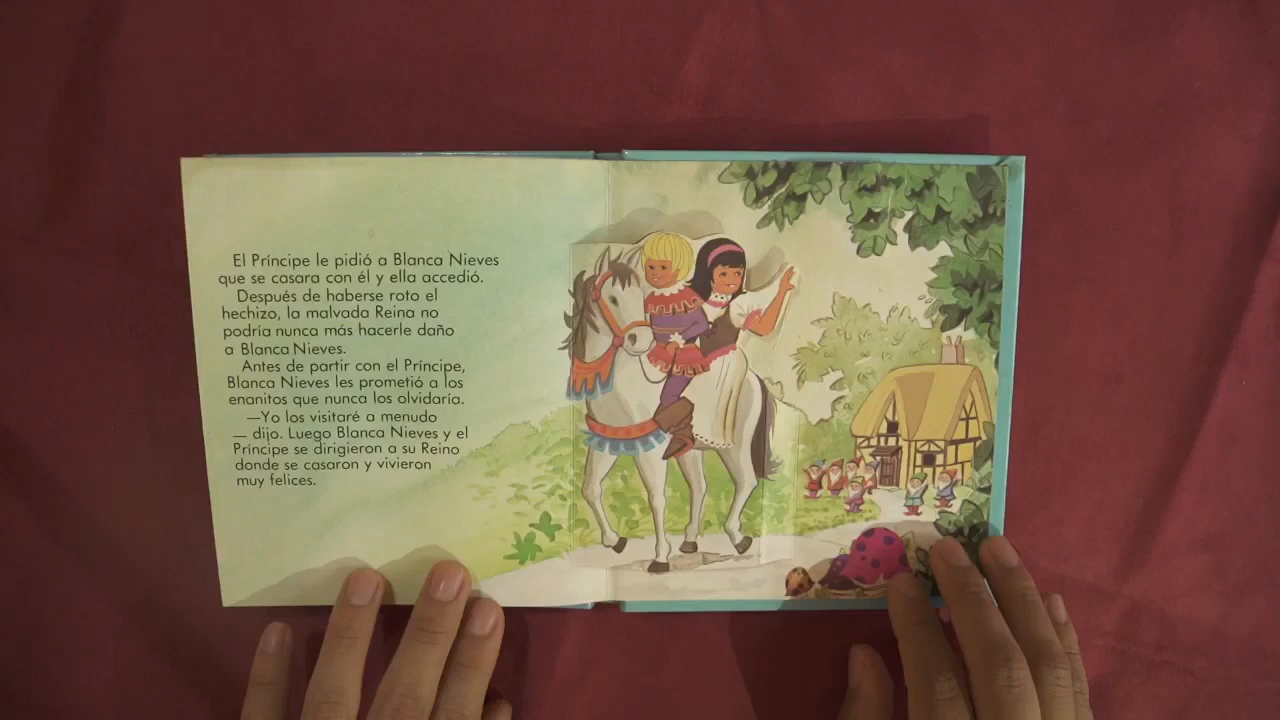 El Príncipe le pidió a Blanca Nieves
que se casara con él y ella accedió.
Después de haberse roto el
hechizo, la malvada Reina no
podría nunca más hacerle daño
a Blanca Nieves.
Antes de partir con el Príncipe,
Blanca Nieves les prometió a los
enanitos que nunca los olvidaría.
—Yo los visitaré a menudo
— dijo. Luego Blanca Nieves y el
Príncipe se dirigieron a su Reino
donde se casaron y vivieron
muy felices.